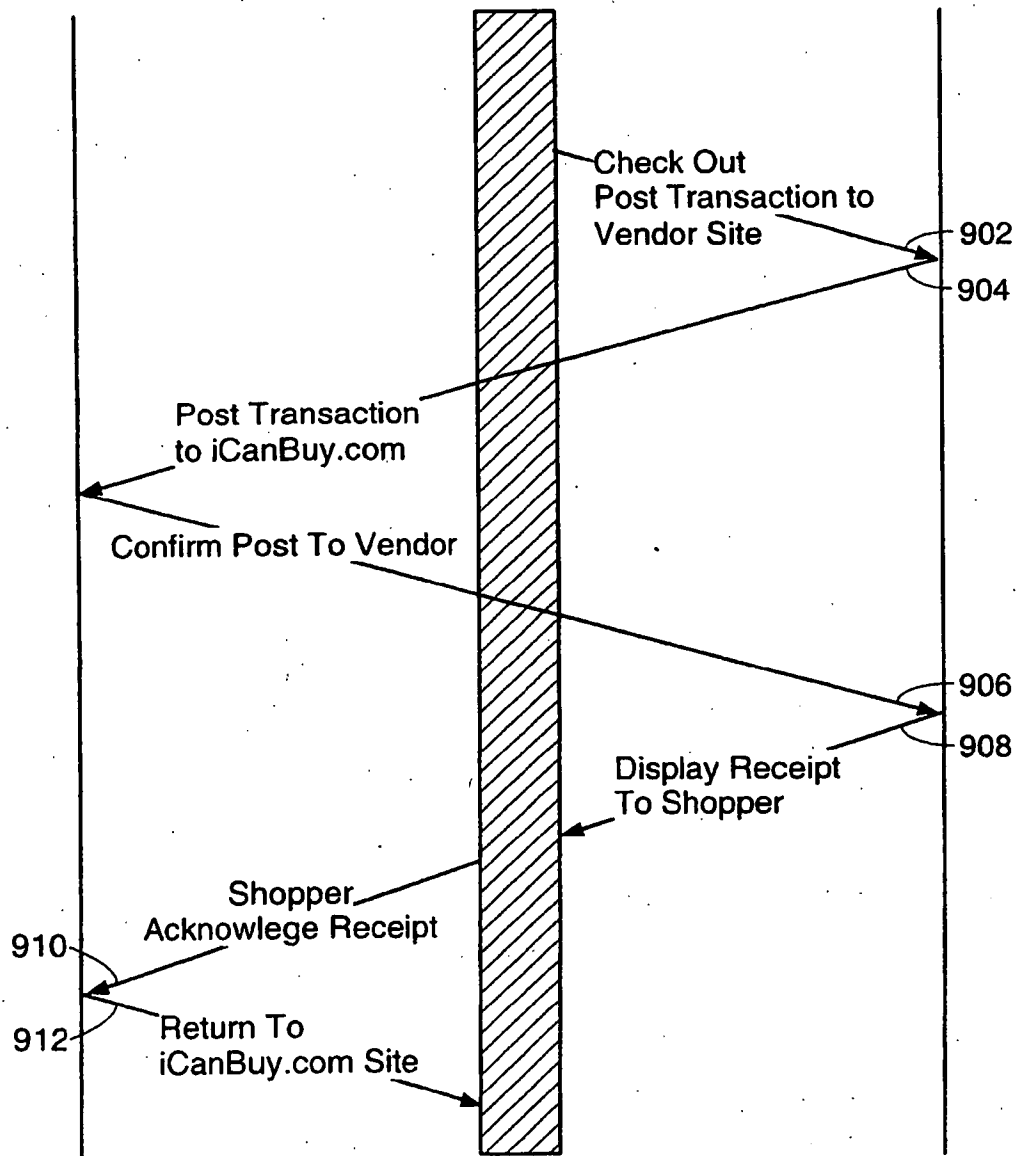 Check Out
Post Transaction to
Vendor Site
902
904
Post Transaction
to iCanBuy.com
Confirm Post To Vendor
906
908
Display Receipt
To Shopper
Shopper
Acknowlege Receipt
910
912
Return To
iCanBuy.com Site